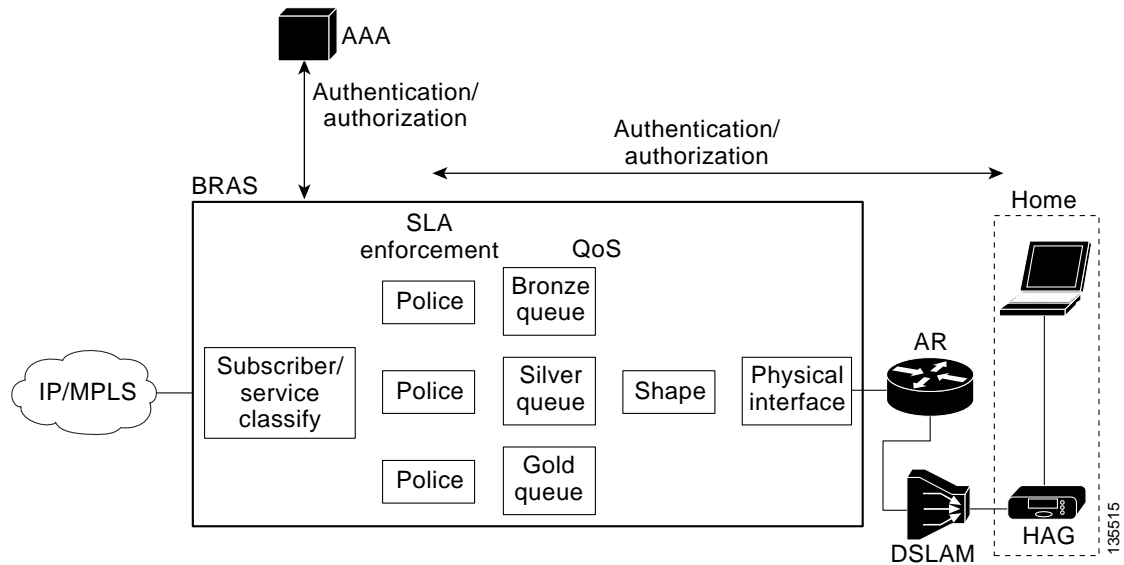 AAA
Authentication/
authorization
Authentication/
authorization
BRAS
Home
SLA
enforcement
QoS
Police
Bronze
queue
AR
IP/MPLS
Subscriber/
service
classify
Police
Silver
queue
Shape
Physical
interface
Police
Gold
queue
DSLAM
HAG
135515